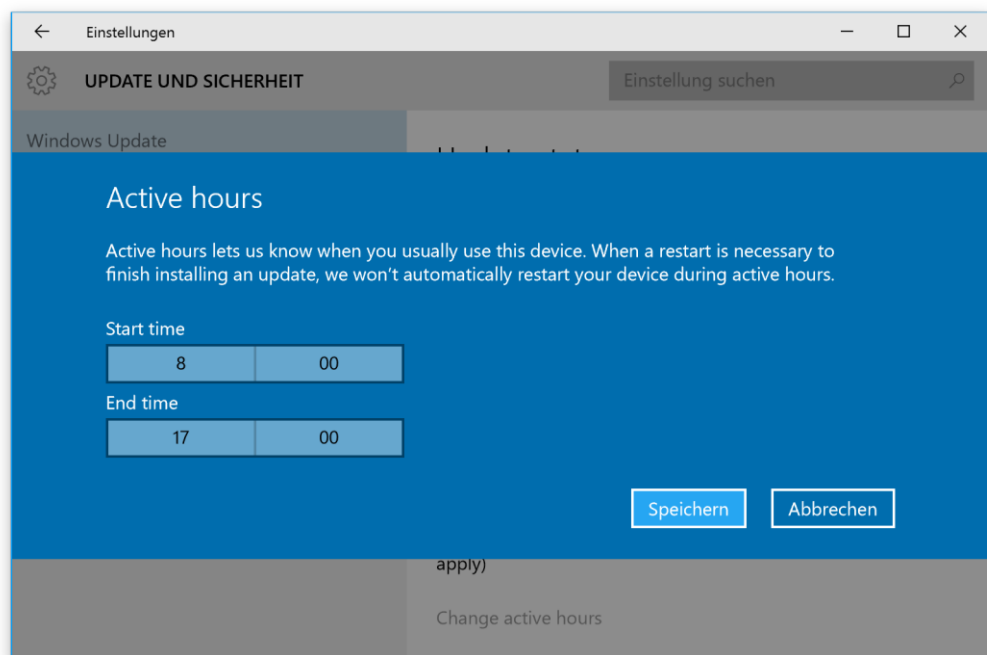 Einstellungen
UPDATE UND SICHERHEIT
Einstellung suchen
Windows Update
Active hours
Active hours lets us know when you usually use this device. When a restart is necessary to
finish installing an update, we won't automatically restart your device during active hours.
Start time
8 00
End time
17 00
Speichern Abbrechen
apply)
Change active hours